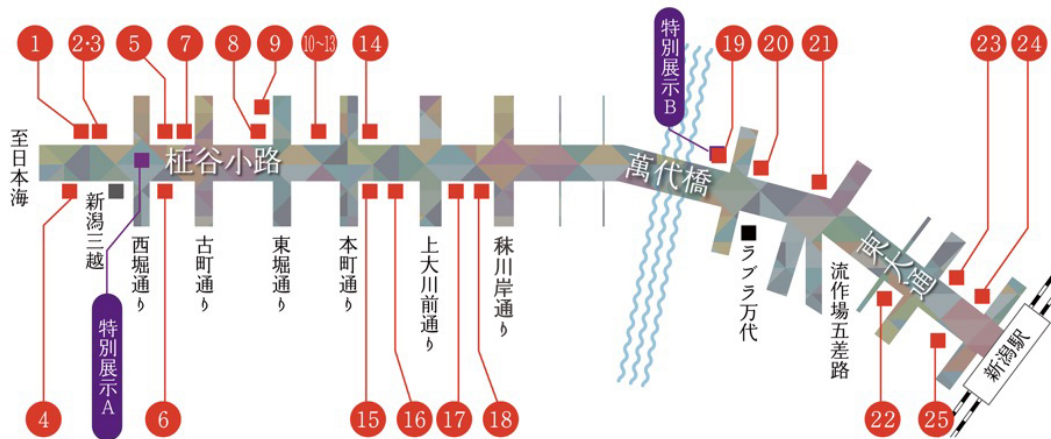 1
2・3
5
7
8
9
10~13
14
特別展示B
19
20
21
23
24
至日本海
柾谷小路
萬代橋
東大通
新潟三越
西堀通り
古町通り
東堀通り
本町通り
上大川前通り
秣川岸通り
ラブラ万代
流作場五差路
新潟駅
特別展示A
4
6
15
16
17
18
22
25